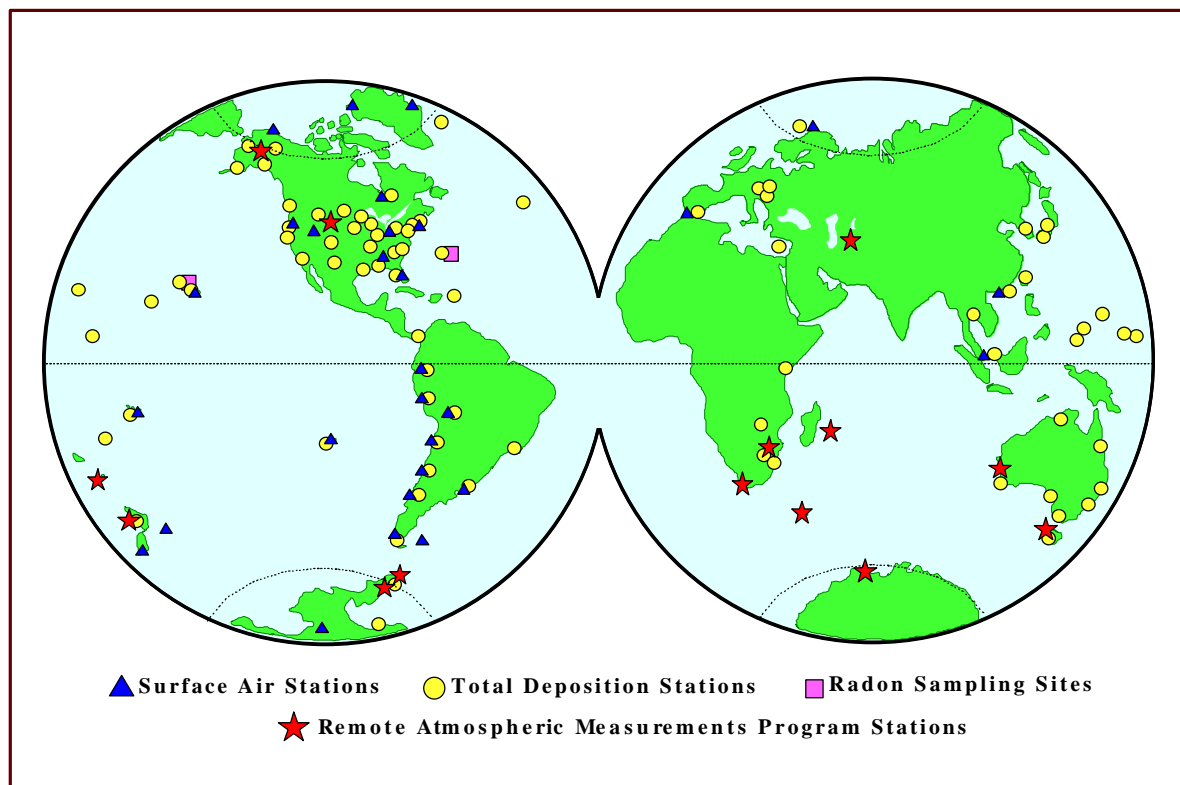 Surface Air Stations Total Deposition Stations Radon Sampling Sites
Remote Atmospheric Measurements Program Stations